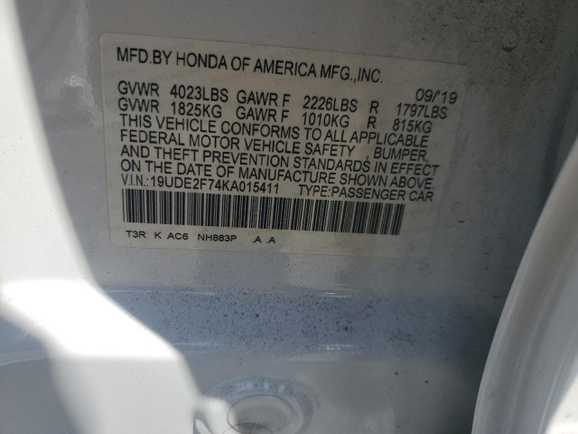 MFD.BY HONDA OF AMERICA MFG.,INC.
09/'19
GVWR 4023LBS GAWR F 2226LBS R 1797LBS
GVWR 1825KG GAWR F 1010KG R 815KG
THIS VEHICLE CONFORMS TO ALL APPLICABLE
FEDERAL MOTOR VEHICLE SAFETY , BUMPER,
AND THEFT PREVENTION STANDARDS IN EFFECT
ON THE DATE OF MANUFACTURE SHOWN ABOVE.
V.I.N.:19UDE2F74KA015411 TYPE:PASSENGER CAR
T3R K AC6 NH883P A A